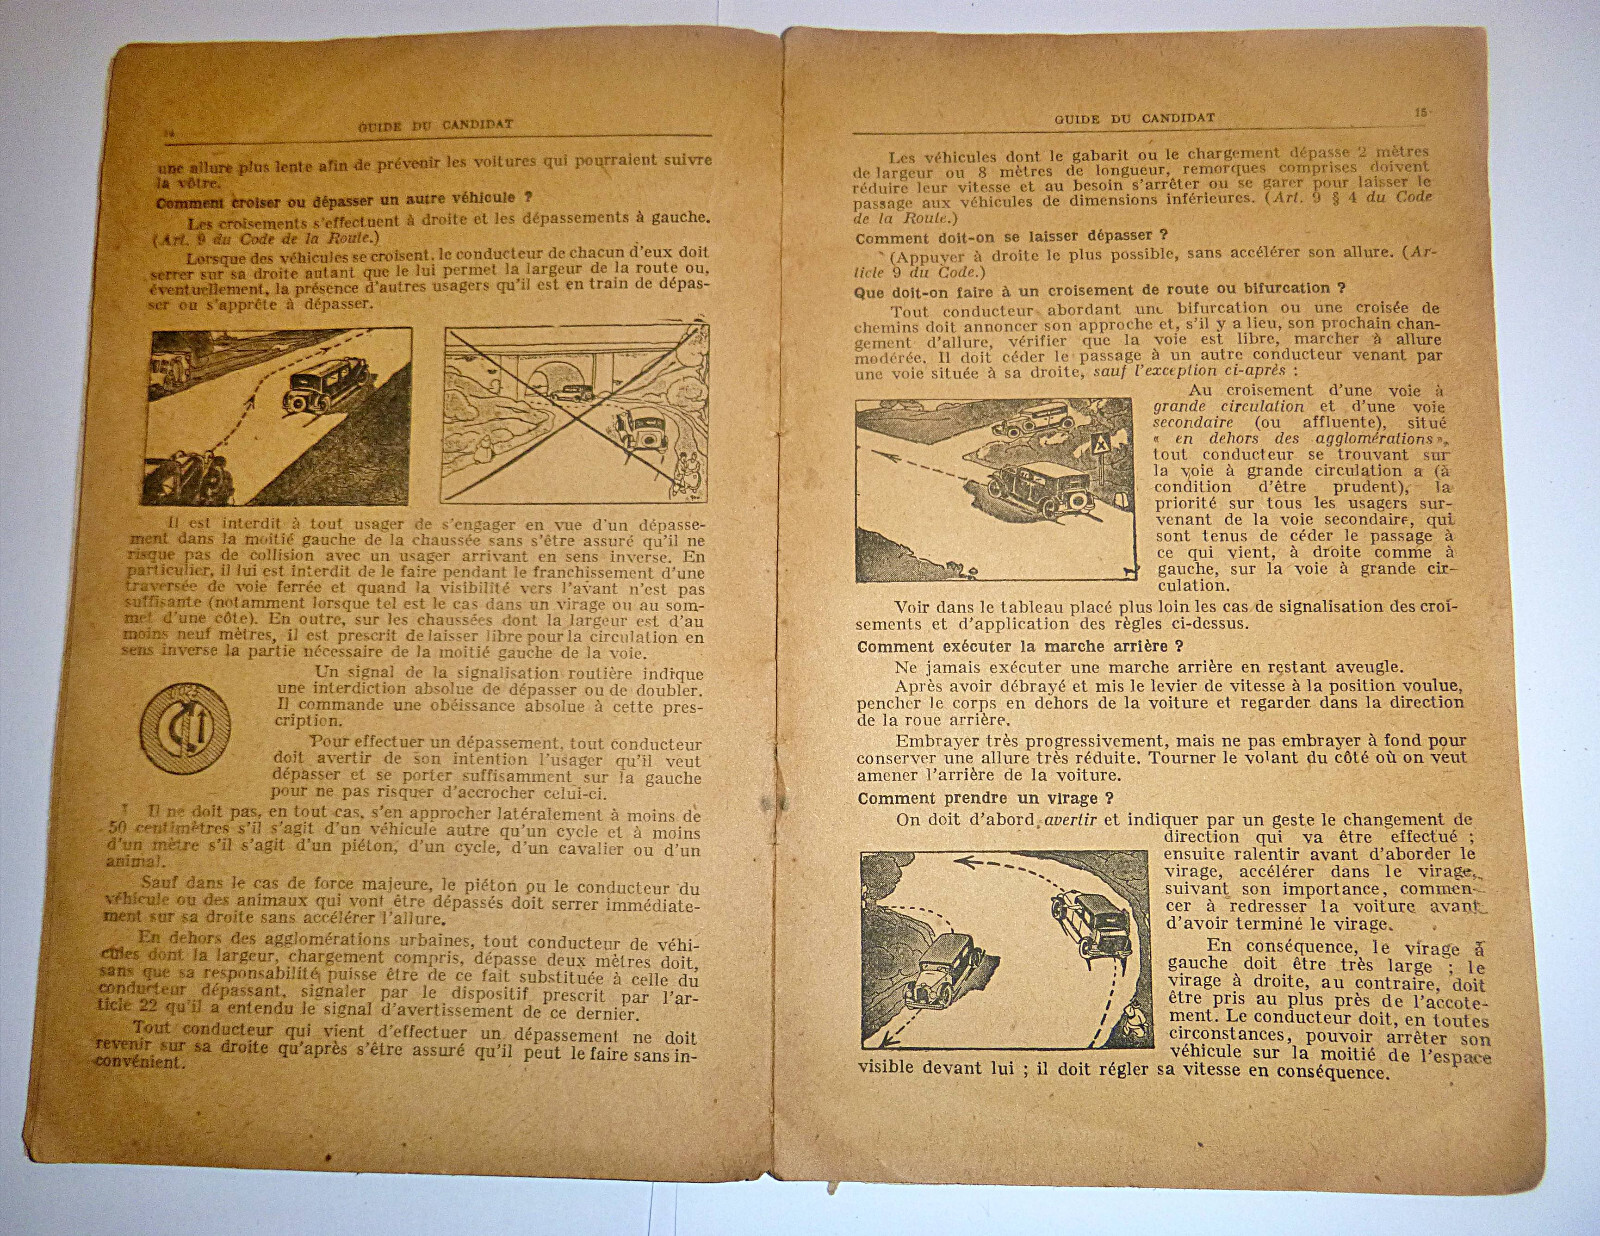 GUIDE DU CANDIDAT
une allure plus lente afin de prévenir les voitures qui pourraient suivre
la vôtre.
Comment croiser ou dépasser un autre véhicule ?
Les croisements s'effectuent à droite et les dépassements à gauche.
(Art. 9 du Code de la Route.)
Lorsque des véhicules se croisent, le conducteur de chacun d'eux doit
serrer sur sa droite autant que le lui permet la largeur de la route ou,
éventuellement, la présence d'autres usagers qu'il est en train de dépas-
ser ou s'apprête à dépasser.
Il est interdit à tout usager de s'engager en vue d'un dépasse-
ment dans la moitié gauche de la chaussée sans s'être assuré qu'il ne
risque pas de collision avec un usager arrivant en sens inverse. En
particulier, il lui est interdit de le faire pendant le franchissement d'une
traversée de voie ferrée et quand la visibilité vers l'avant n'est pas
suffisante (notamment lorsque tel est le cas dans un virage ou au som-
met d'une côte). En outre, sur les chaussées dont la largeur est d'au
moins neuf mètres, il est prescrit de laisser libre pour la circulation en
sens inverse la partie nécessaire de la moitié gauche de la voie.
Un signal de la signalisation routière indique
une interdiction absolue de dépasser ou de doubler.
Il commande une obéissance absolue à cette pres-
cription.
Pour effectuer un dépassement, tout conducteur
doit avertir de son intention l'usager qu'il veut
dépasser et se porter suffisamment sur la gauche
pour ne pas risquer d'accrocher celui-ci.
Il ne doit pas, en tout cas, s'en approcher latéralement à moins de
50 centimètres s'il s'agit d'un véhicule autre qu'un cycle et à moins
d'un mètre s'il s'agit d'un piéton, d'un cycle, d'un cavalier ou d'un
animal.
Sauf dans le cas de force majeure, le piéton ou le conducteur du
véhicule ou des animaux qui vont être dépassés doit serrer immédiate-
ment sur sa droite sans accélérer l'allure.
En dehors des agglomérations urbaines, tout conducteur de véhi-
cules dont la largeur, chargement compris, dépasse deux mètres doit,
sans que sa responsabilité puisse être de ce fait substituée à celle du
conducteur dépassant, signaler par le dispositif prescrit par l'ar-
ticle 22 qu'il a entendu le signal d'avertissement de ce dernier.
Tout conducteur qui vient d'effectuer un dépassement ne doit
revenir sur sa droite qu'après s'être assuré qu'il peut le faire sans in-
convénient.
GUIDE DU CANDIDAT 15
Les véhicules dont le gabarit ou le chargement dépasse 2 mètres
de largeur ou 8 mètres de longueur, remorques comprises doivent
réduire leur vitesse et au besoin s'arrêter ou se garer pour laisser le
passage aux véhicules de dimensions inférieures. (Art. 9 § 4 du Code
de la Route.)
Comment doit-on se laisser dépasser ?
(Appuyer à droite le plus possible, sans accélérer son allure. (Ar-
ticle 9 du Code.)
Que doit-on faire à un croisement de route ou bifurcation ?
Tout conducteur abordant une bifurcation ou une croisée de
chemins doit annoncer son approche et, s'il y a lieu, son prochain chan-
gement d'allure, vérifier que la voie est libre, marcher à allure
modérée. Il doit céder le passage à un autre conducteur venant par
une voie située à sa droite, sauf l'exception ci-après :
Au croisement d'une voie à
grande circulation et d'une voie
secondaire (ou affluente), situé
« en dehors des agglomérations »,
tout conducteur se trouvant sur
la voie à grande circulation a (à
condition d'être prudent), la
priorité sur tous les usagers sur-
venant de la voie secondaire, qui
sont tenus de céder le passage à
ce qui vient, à droite comme à
gauche, sur la voie à grande cir-
culation.
Voir dans le tableau placé plus loin les cas de signalisation des croi-
sements et d'application des règles ci-dessus.
Comment exécuter la marche arrière ?
Ne jamais exécuter une marche arrière en restant aveugle.
Après avoir débrayé et mis le levier de vitesse à la position voulue,
pencher le corps en dehors de la voiture et regarder dans la direction
de la roue arrière.
Embrayer très progressivement, mais ne pas embrayer à fond pour
conserver une allure très réduite. Tourner le volant du côté où on veut
amener l'arrière de la voiture.
Comment prendre un virage ?
On doit d'abord avertir et indiquer par un geste le changement de
direction qui va être effectué ;
ensuite ralentir avant d'aborder le
virage, accélérer dans le virage,
suivant son importance, commen-
cer à redresser la voiture avant
d'avoir terminé le virage.
En conséquence, le virage à
gauche doit être très large ; le
virage à droite, au contraire, doit
être pris au plus près de l'accote-
ment. Le conducteur doit, en toutes
circonstances, pouvoir arrêter son
véhicule sur la moitié de l'espace
visible devant lui ; il doit régler sa vitesse en conséquence.